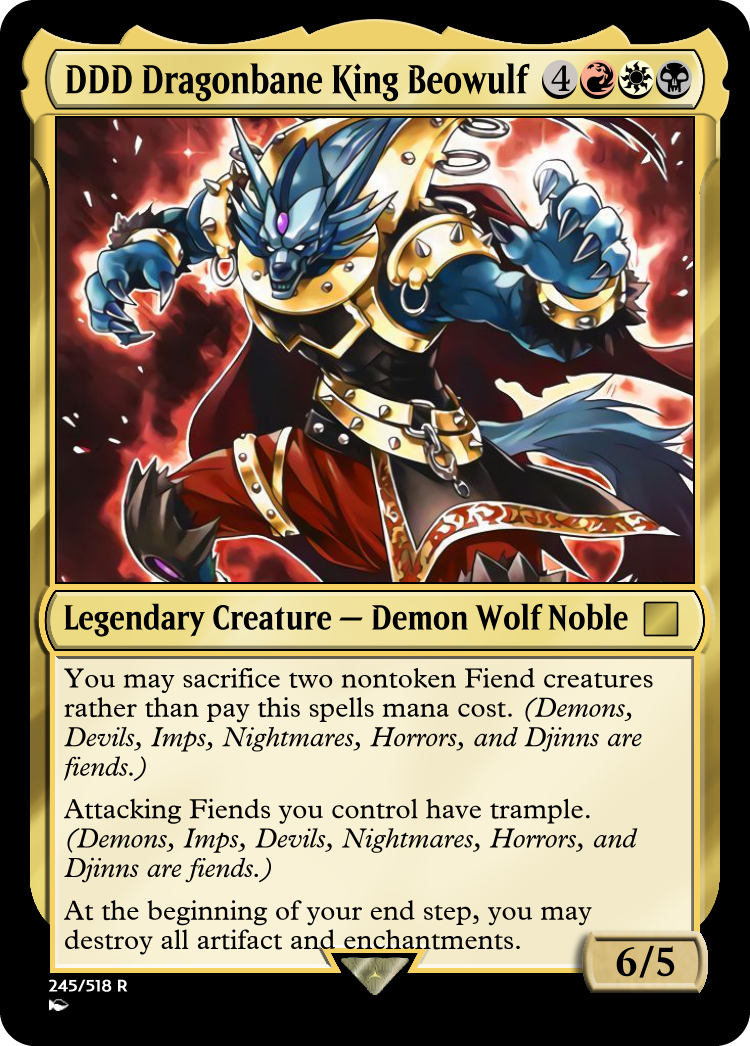 DDD Dragonbane King Beowulf 4
Legendary Creature — Demon Wolf Noble
You may sacrifice two nontoken Fiend creatures
rather than pay this spells mana cost. (Demons,
Devils, Imps, Nightmares, Horrors, and Djinns are
fiends.)
Attacking Fiends you control have trample.
(Demons, Imps, Devils, Nightmares, Horrors, and
Djinns are fiends.)
At the beginning of your end step, you may
destroy all artifact and enchantments.
6/5
245/518 R